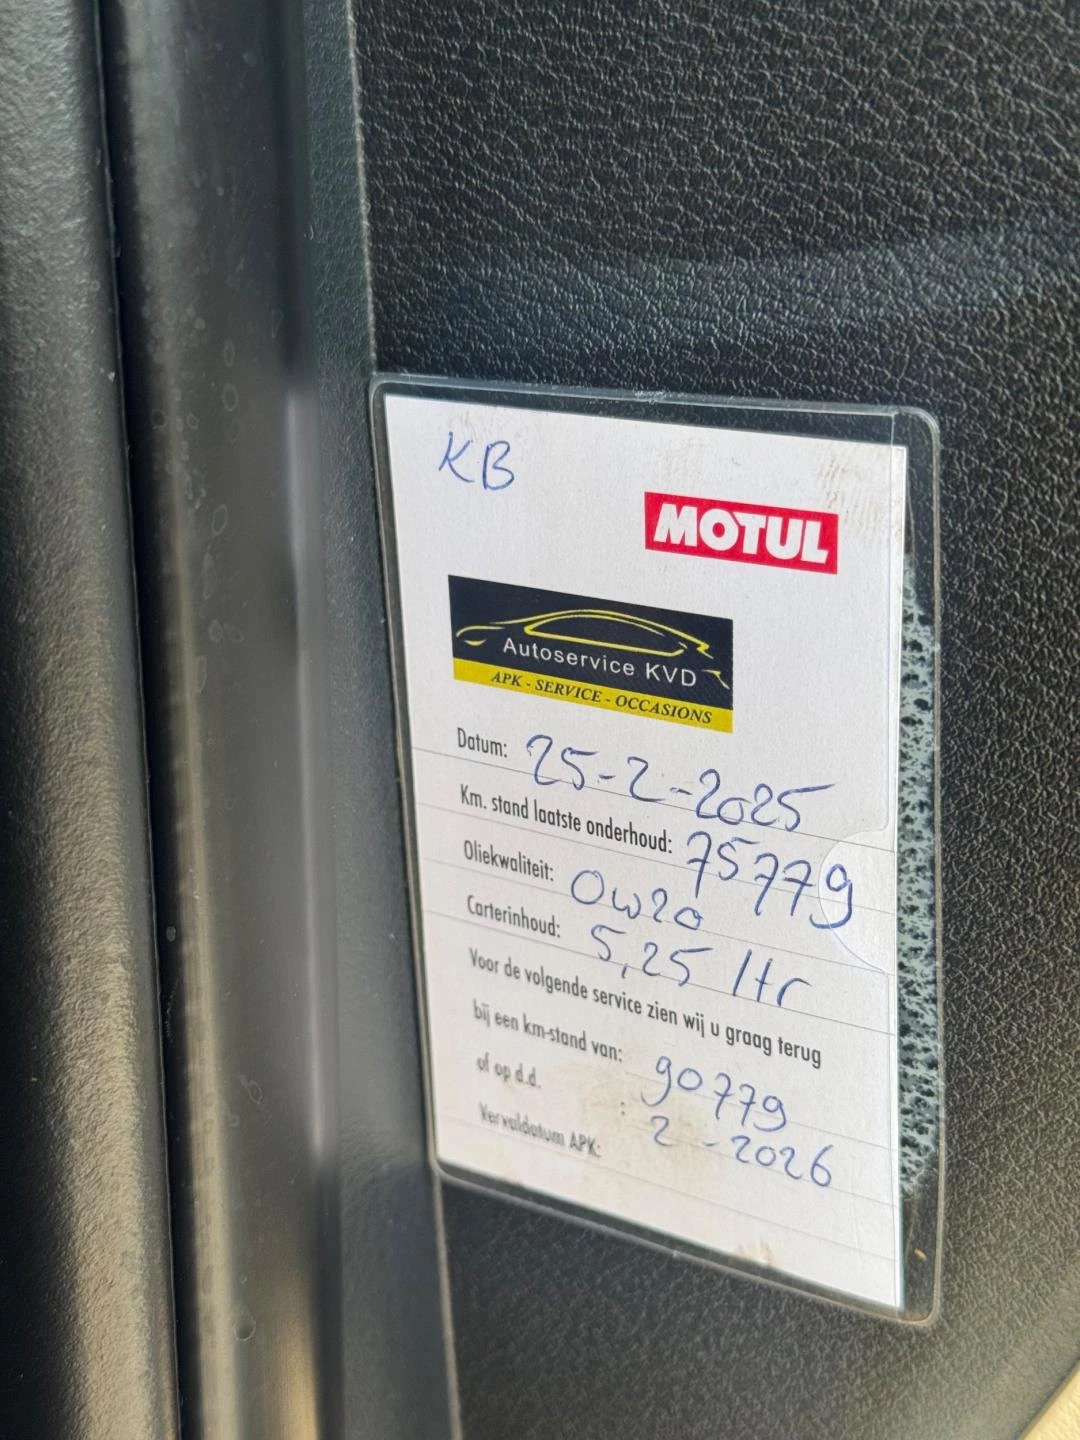 KB
MOTUL
Autoservice KVD
APK - SERVICE - OCCASIONS
Datum: 25-2-2025
Km. stand laatste onderhoud: 75779
Oliekwaliteit: 0w20
Carterinhoud: 5,25 ltr
Voor de volgende service zien wij u graag terug
bij een km-stand van: 90779
of op d.d. : 2-2026
Vervaldatum APK: